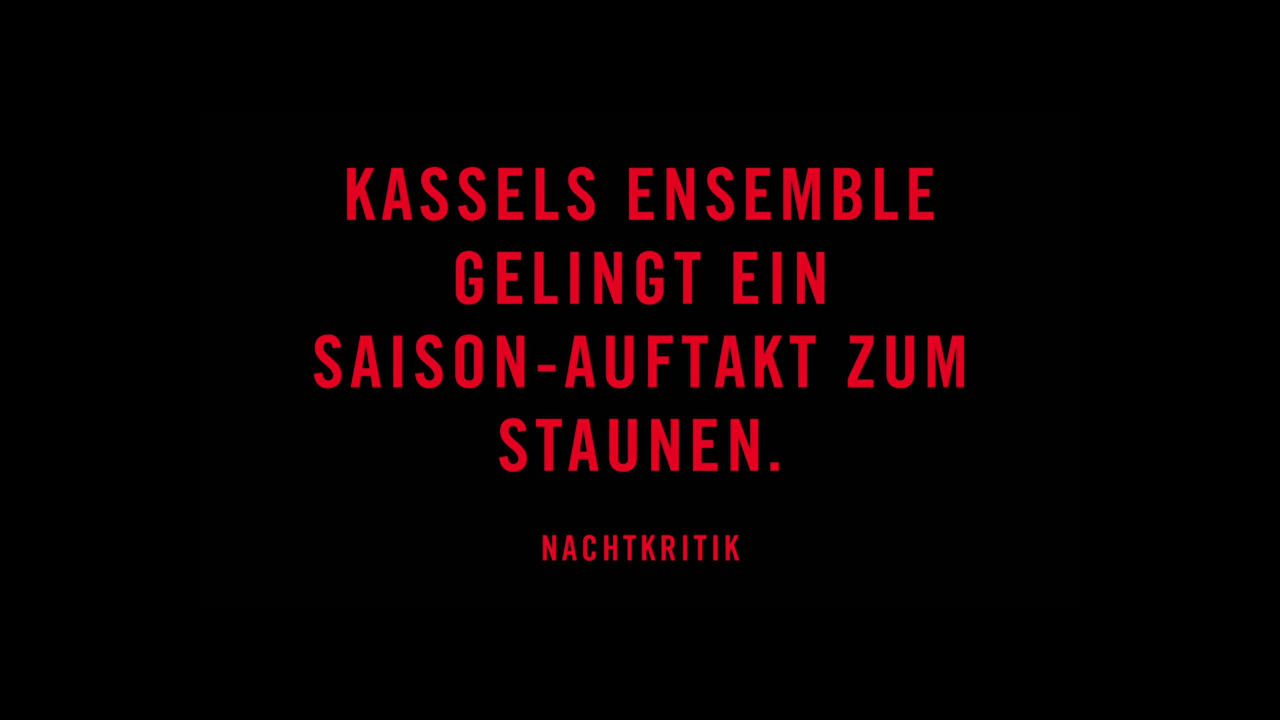 KASSELS ENSEMBLE
GELINGT EIN
SAISON-AUFTAKT ZUM
STAUNEN.
NACHTKRITIK